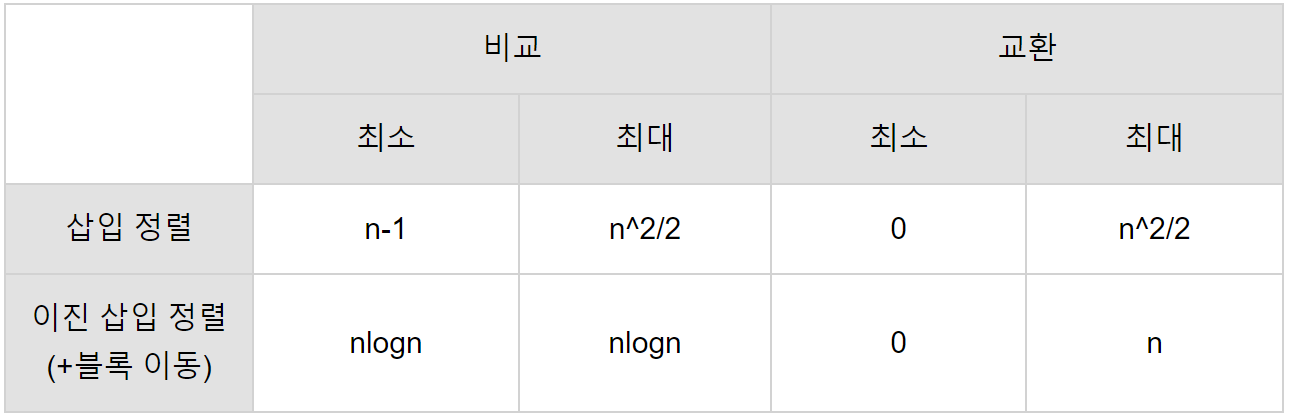 비교 교환
최소 최대 최소 최대
삽입 정렬 n-1 n^2/2 0 n^2/2
이진 삽입 정렬
(+블록 이동) nlogn nlogn 0 n